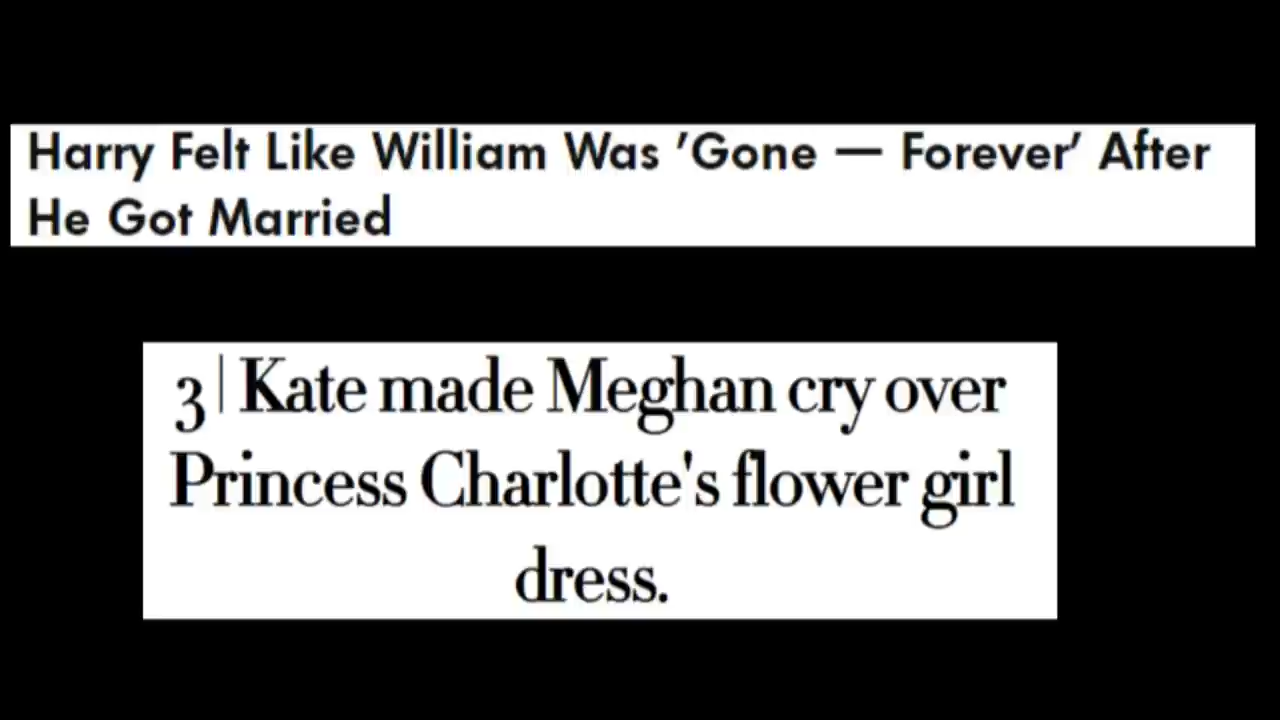 Harry Felt Like William Was 'Gone — Forever' After
He Got Married
3 | Kate made Meghan cry over
Princess Charlotte's flower girl
dress.